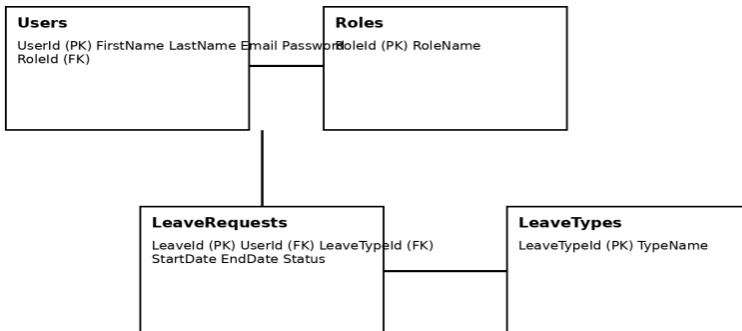 Users
UserId (PK) FirstName LastName Email Password
RoleId (FK)
Roles
RoleId (PK) RoleName
LeaveRequests
LeaveId (PK) UserId (FK) LeaveTypeId (FK)
StartDate EndDate Status
LeaveTypes
LeaveTypeId (PK) TypeName